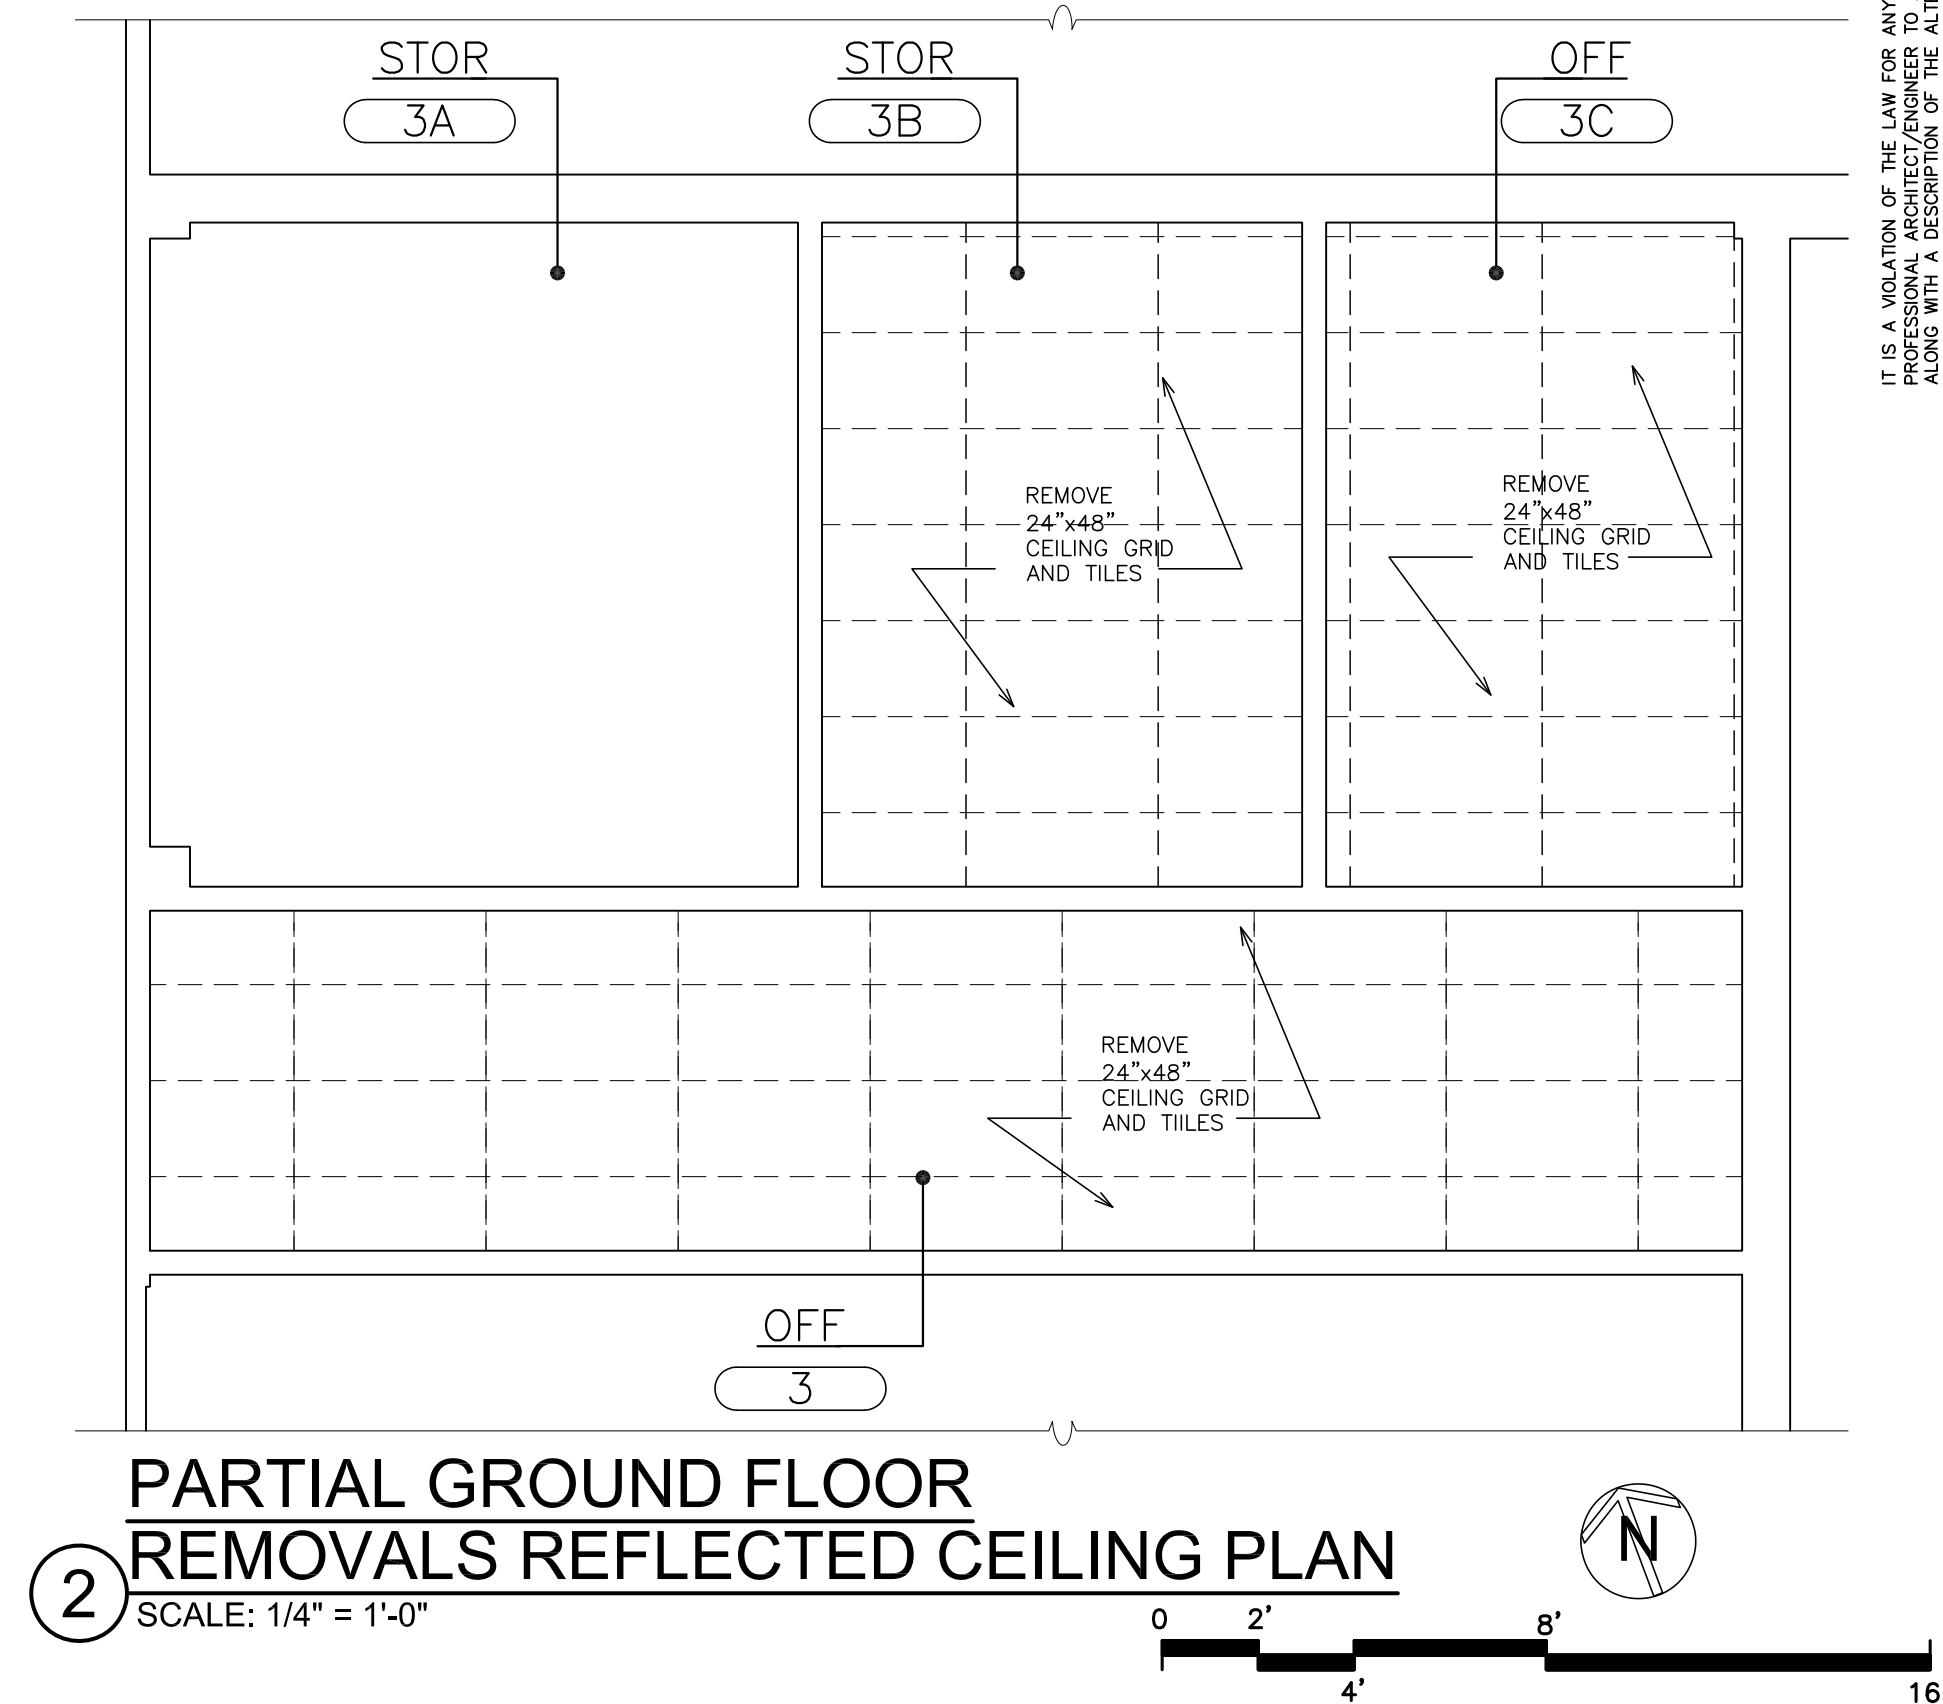 STOR
3A
STOR
3B
OFF
3C
IT IS A VIOLATION OF THE LAW FOR ANY
PROFESSIONAL ARCHITECT/ENGINEER TO
ALONG WITH A DESCRIPTION OF THE
REMOVE
24”x48”
CEILING GRID
AND TILES
REMOVE
24”x48”
CEILING GRID
AND TILES
REMOVE
24”x48”
CEILING GRID
AND TIILES
OFF
3
PARTIAL GROUND FLOOR
REMOVALS REFLECTED CEILING PLAN
2
SCALE: 1/4" = 1'-0"
N
0 2’ 8’
4’ 16